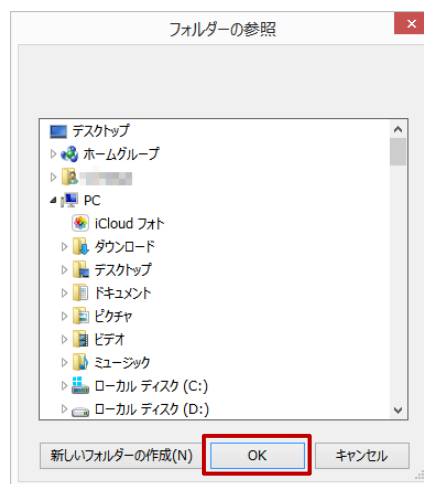 フォルダーの参照
デスクトップ
ホームグループ
PC
iCloud フォト
ダウンロード
デスクトップ
ドキュメント
ピクチャ
ビデオ
ミュージック
ローカル ディスク (C:)
ローカル ディスク (D:)
新しいフォルダーの作成(N) OK キャンセル